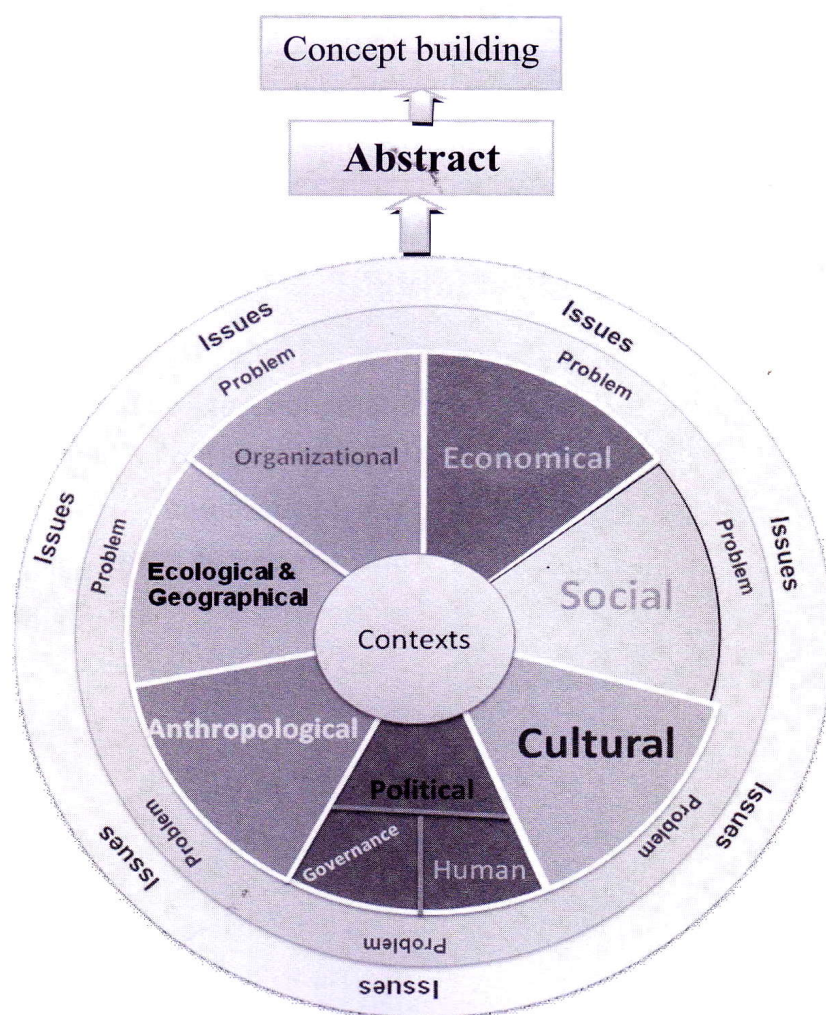 Concept building
Abstract
Issues
Issues
Problem
Problem
Organizational
Economical
Issues
Issues
Problem
Problem
Ecological &
Geographical
Social
Contexts
Anthropological
Cultural
Political
Governance
Human
Problem
Problem
Issues
Issues
Problem
Issues